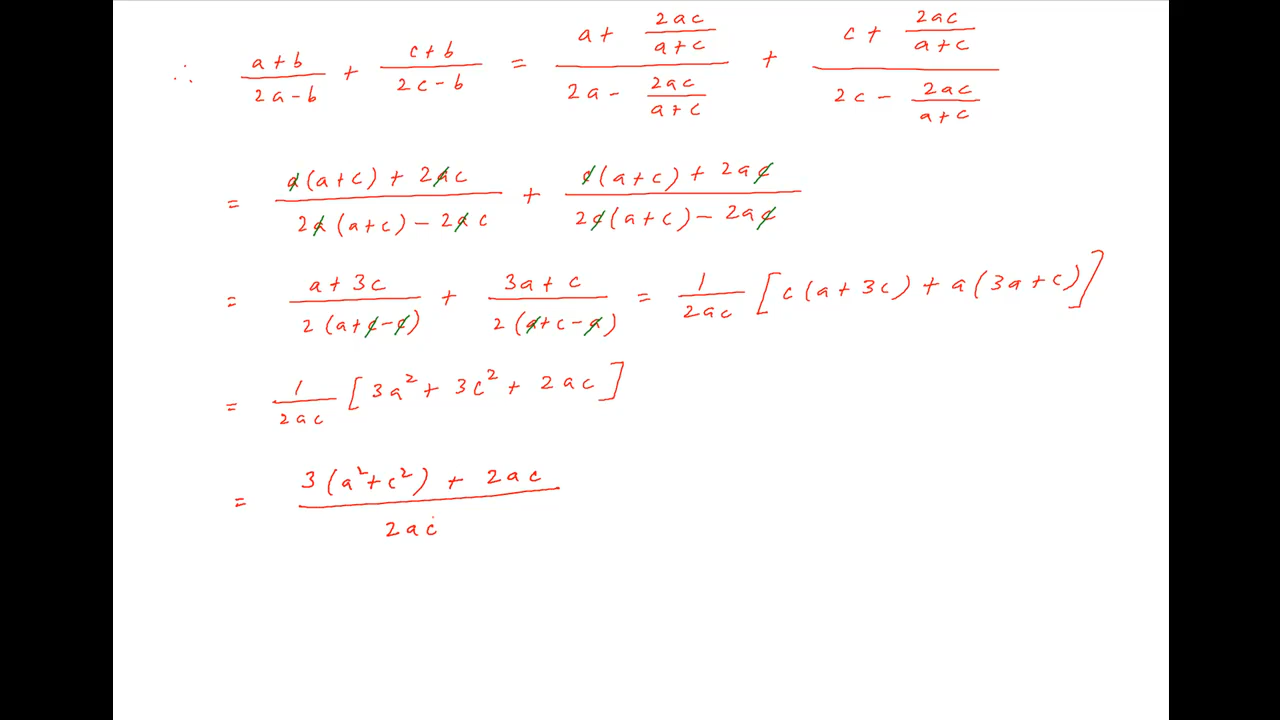 ∴ (a+b)/(2a-b) + (c+b)/(2c-b) = (a + 2ac/(a+c))/(2a - 2ac/(a+c)) + (c + 2ac/(a+c))/(2c - 2ac/(a+c))
= (a(a+c) + 2ac)/(2a(a+c) - 2ac) + (c(a+c) + 2ac)/(2c(a+c) - 2ac)
= (a+3c)/(2(a+c-c)) + (3a+c)/(2(a+c-a)) = 1/(2ac) [c(a+3c) + a(3a+c)]
= 1/(2ac) [3a² + 3c² + 2ac]
= (3(a²+c²) + 2ac)/(2ac)